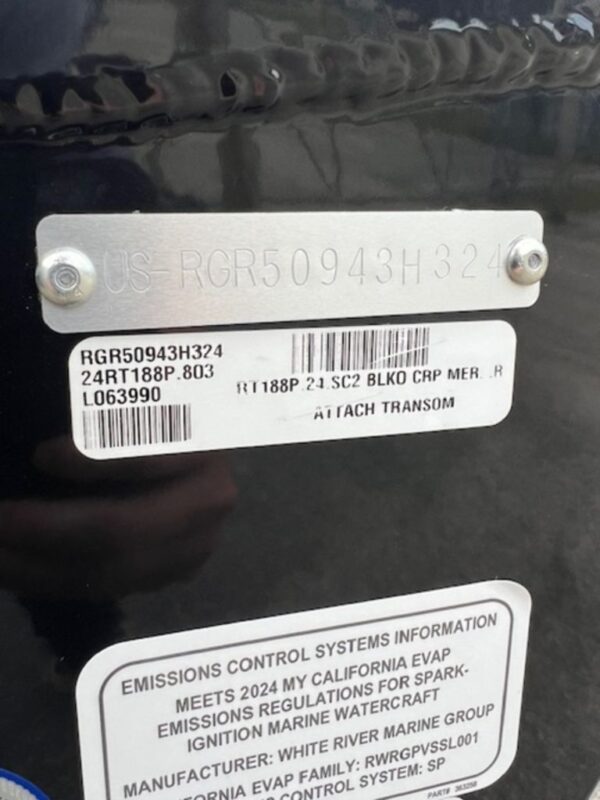 US-RGR50943H324
RGR50943H324
24RT188P.803
L063990
RT188P.24.SC2 BLKO CRP
ATTACH TRANSOM
EMISSIONS CONTROL SYSTEMS INFORMATION
MEETS 2024 MY CALIFORNIA EVAP
EMISSIONS REGULATIONS FOR SPARK-
IGNITION MARINE WATERCRAFT
MANUFACTURER: WHITE RIVER MARINE GROUP
EVAP FAMILY: RWRGPVSSL001
CONTROL SYSTEM: SP
PART# 363258